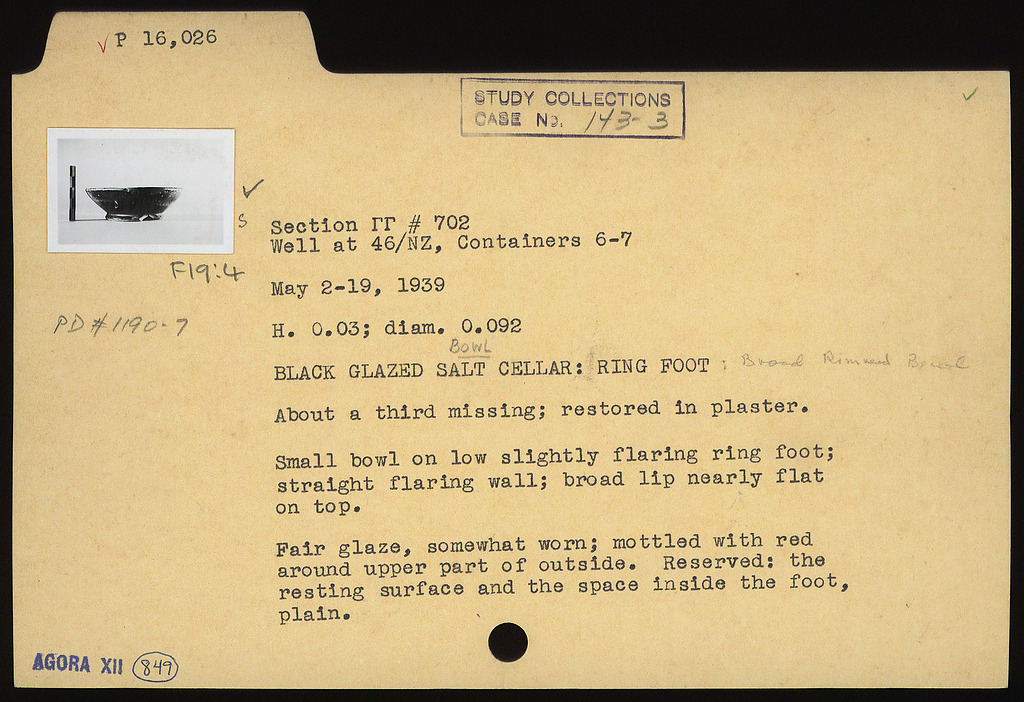 ✓ P 16,026
STUDY COLLECTIONS
CASE No. 143-3
S
Section ΓΓ # 702
Well at 46/NZ, Containers 6-7
F19:4
May 2-19, 1939
PD#1190-7
H. 0.03; diam. 0.092
BOWL
BLACK GLAZED SALT CELLAR: RING FOOT : Broad Rimmed Bowl
About a third missing; restored in plaster.
Small bowl on low slightly flaring ring foot;
straight flaring wall; broad lip nearly flat
on top.
Fair glaze, somewhat worn; mottled with red
around upper part of outside. Reserved: the
resting surface and the space inside the foot,
plain.
AGORA XII 849